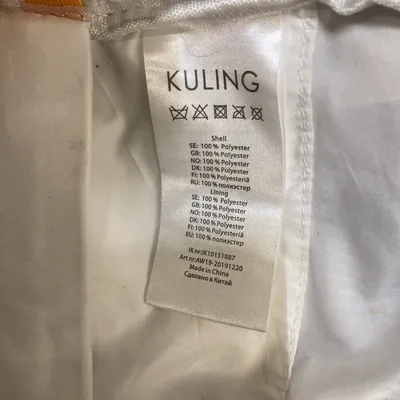 KULING
Shell
SE: 100 % Polyester
GB: 100 % Polyester
NO: 100 % Polyester
DK: 100 % Polyester
FI: 100 % Polyesteriä
RU: 100 % полиэстер
Lining
SE: 100 % Polyester
GB: 100 % Polyester
NO: 100 % Polyester
DK: 100 % Polyester
FI: 100 % Polyesteriä
RU: 100 % полиэстер
IK nr:IK10151887
Art nr:AW19-20191220
Made in China
Сделано в Китай